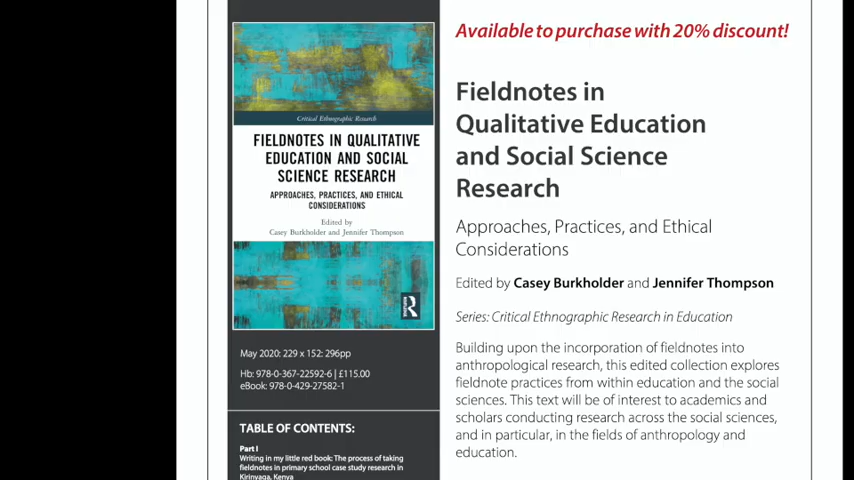 Critical Ethnographic Research
FIELDNOTES IN QUALITATIVE
EDUCATION AND SOCIAL
SCIENCE RESEARCH
APPROACHES, PRACTICES, AND ETHICAL
CONSIDERATIONS
Edited by
Casey Burkholder and Jennifer Thompson
R
May 2020: 229 x 152: 296pp
Hb: 978-0-367-22592-6 | £115.00
eBook: 978-0-429-27582-1
TABLE OF CONTENTS:
Part I
Writing in my little red book: The process of taking
fieldnotes in primary school case study research in
Kirinyaga, Kenya
Available to purchase with 20% discount!
Fieldnotes in
Qualitative Education
and Social Science
Research
Approaches, Practices, and Ethical
Considerations
Edited by Casey Burkholder and Jennifer Thompson
Series: Critical Ethnographic Research in Education
Building upon the incorporation of fieldnotes into
anthropological research, this edited collection explores
fieldnote practices from within education and the social
sciences. This text will be of interest to academics and
scholars conducting research across the social sciences,
and in particular, in the fields of anthropology and
education.